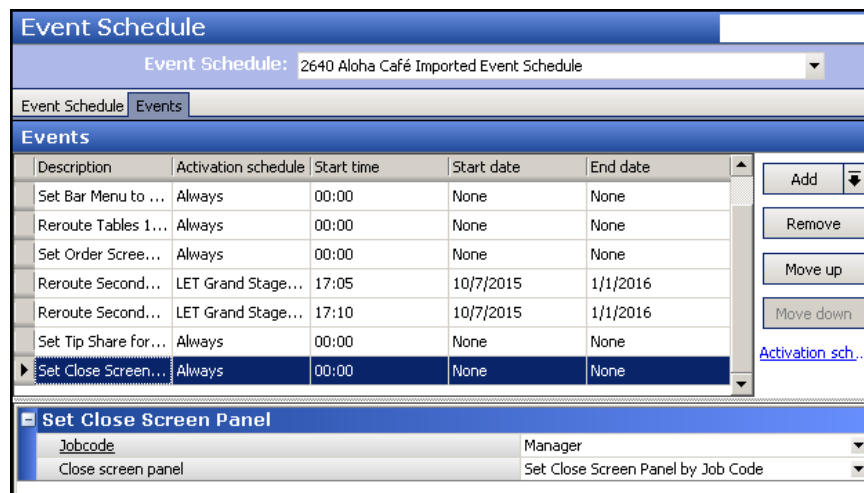 Event Schedule
Event Schedule: 2640 Aloha Café Imported Event Schedule
Event Schedule Events
Events
Description Activation schedule Start time Start date End date
Set Bar Menu to ... Always 00:00 None None
Reroute Tables 1... Always 00:00 None None
Set Order Scree... Always 00:00 None None
Reroute Second... LET Grand Stage... 17:05 10/7/2015 1/1/2016
Reroute Second... LET Grand Stage... 17:10 10/7/2015 1/1/2016
Set Tip Share for... Always 00:00 None None
Set Close Screen... Always 00:00 None None
Add
Remove
Move up
Move down
Activation sch...
Set Close Screen Panel
Jobcode Manager
Close screen panel Set Close Screen Panel by Job Code